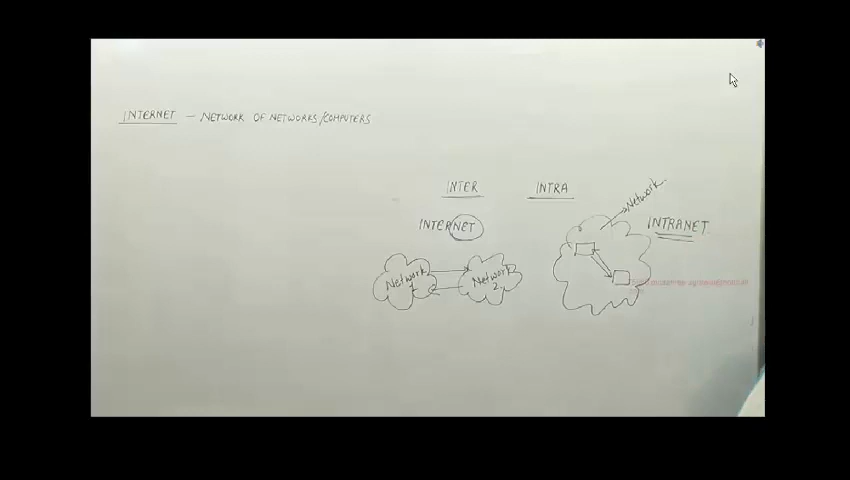 INTERNET — NETWORK OF NETWORKS/COMPUTERS
INTER INTRA
Network
INTERNET
INTRANET
Network 1
Network 2.